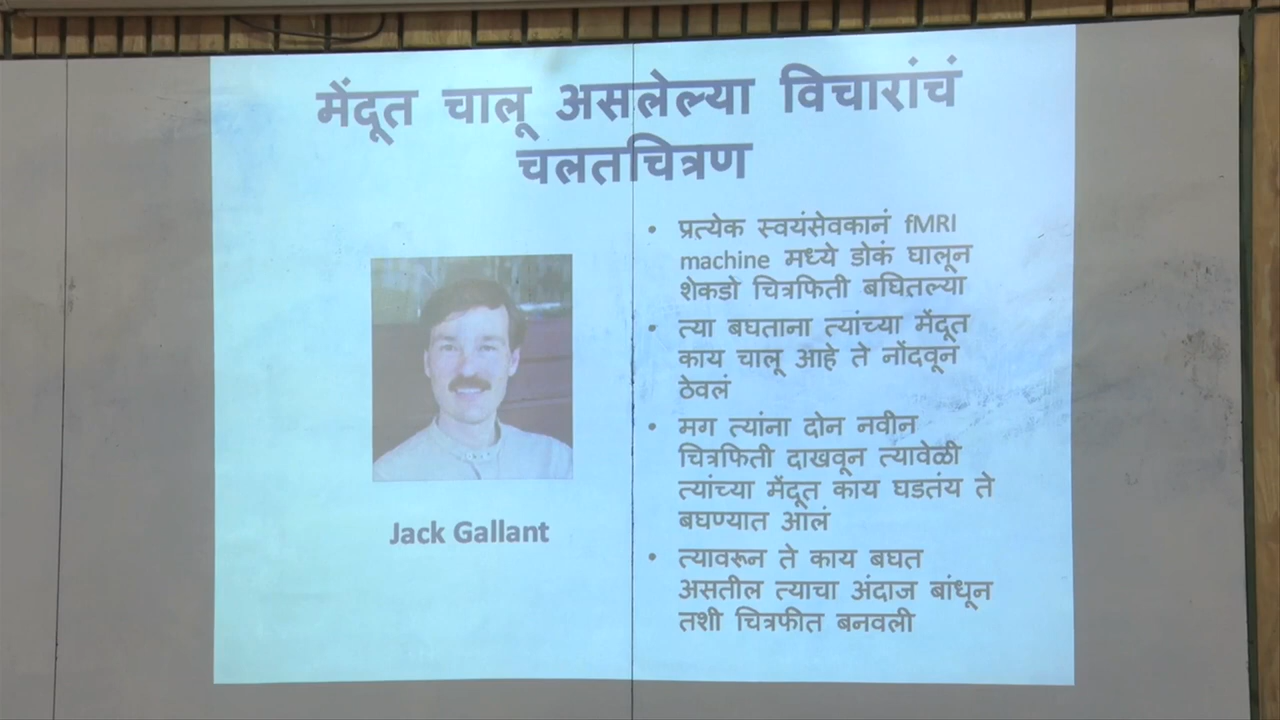 मेंदूत चालू असलेल्या विचारांचं
चलतचित्रण
• प्रत्येक स्वयंसेवकानं fMRI
machine मध्ये डोकं घालून
शेकडो चित्रफिती बघितल्या
• त्या बघताना त्यांच्या मेंदूत
काय चालू आहे ते नोंदवून
ठेवलं
• मग त्यांना दोन नवीन
चित्रफिती दाखवून त्यावेळी
त्यांच्या मेंदूत काय घडतंय ते
बघण्यात आलं
• त्यावरून ते काय बघत
असतील त्याचा अंदाज बांधून
तशी चित्रफीत बनवली
Jack Gallant